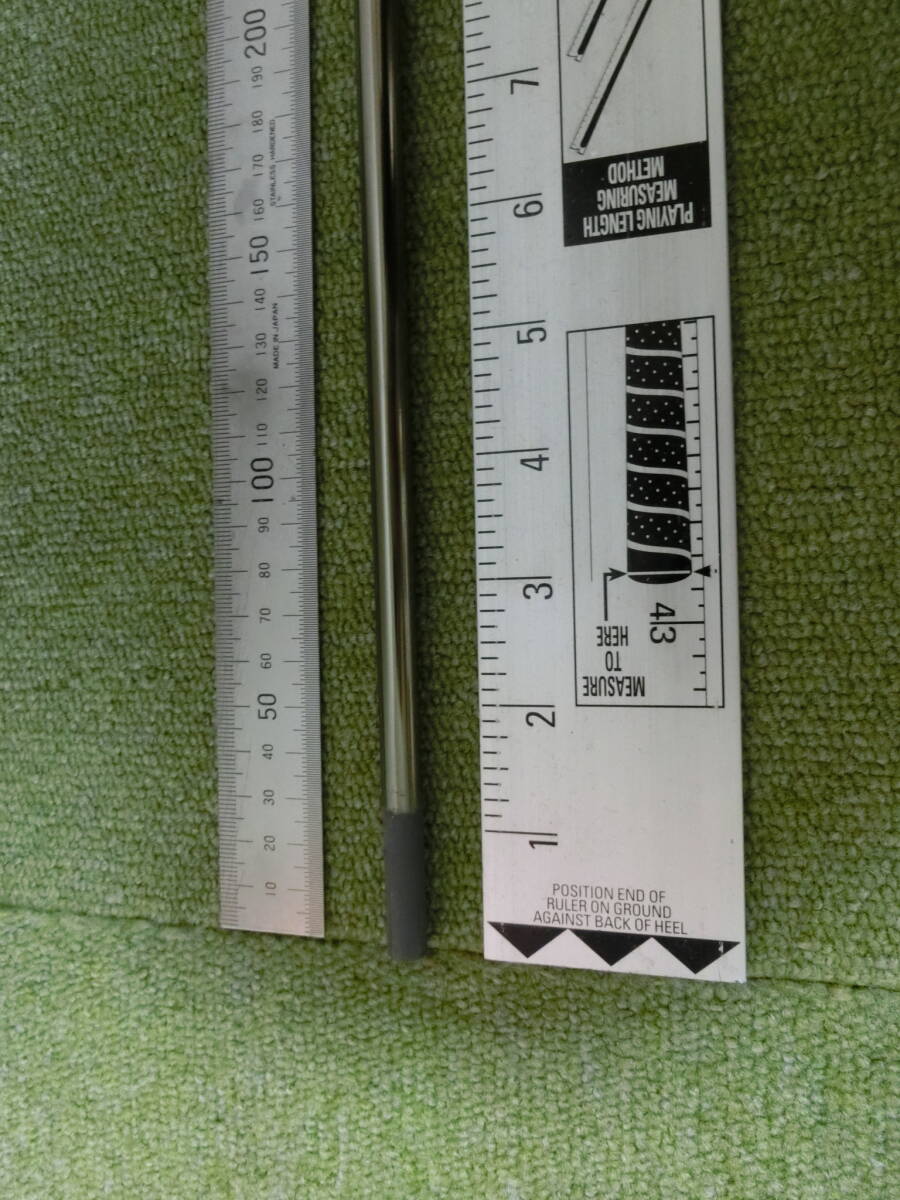 200
190
180
170
160
150
140
130
120
110
100
90
80
70
60
50
40
30
20
10
STAINLESS HARDENED
MADE IN JAPAN
7
6
5
4
3
2
1
PLAYING LENGTH
MEASURING
METHOD
MEASURE
TO
HERE
43
POSITION END OF
RULER ON GROUND
AGAINST BACK OF HEEL